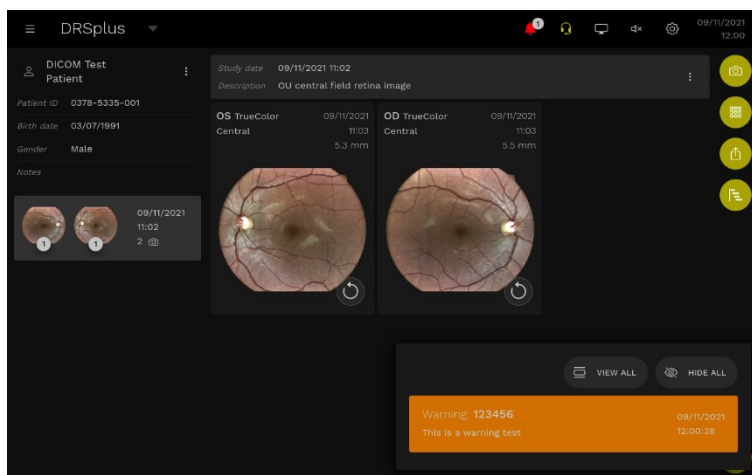 DRSplus
1
09/11/2021
12:00
DICOM Test
Patient
Patient ID 0378-5335-001
Birth date 03/07/1991
Gender Male
Notes
1
1
09/11/2021
11:02
2
Study date 09/11/2021 11:02
Description OU central field retina image
OS TrueColor 09/11/2021
Central 11:03
5.3 mm
OD TrueColor 09/11/2021
Central 11:03
5.5 mm
VIEW ALL
HIDE ALL
Warning: 123456 09/11/2021
This is a warning test 12:00:38